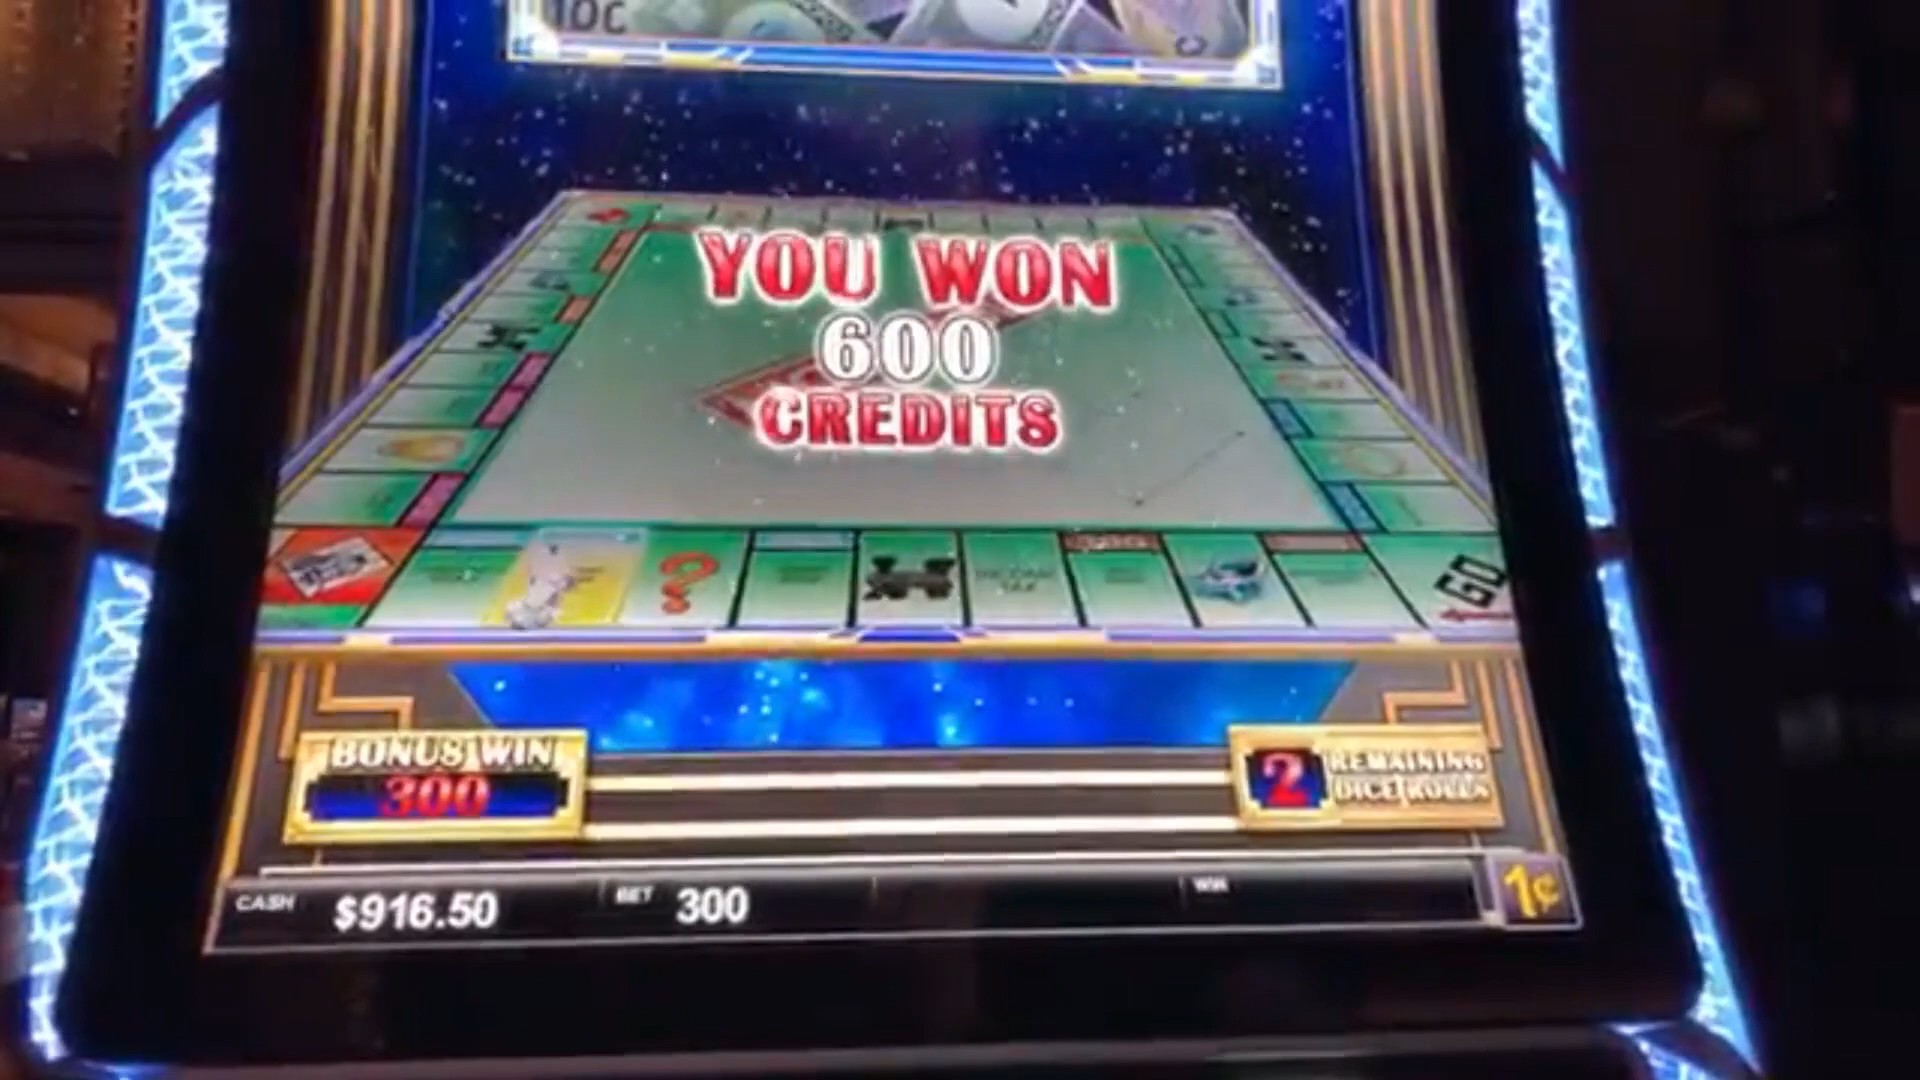 YOU WON
600
CREDITS
GO
BONUS WIN
300
2 REMAINING
DICE ROLLS
CASH $916.50 BET 300 WIN 1¢